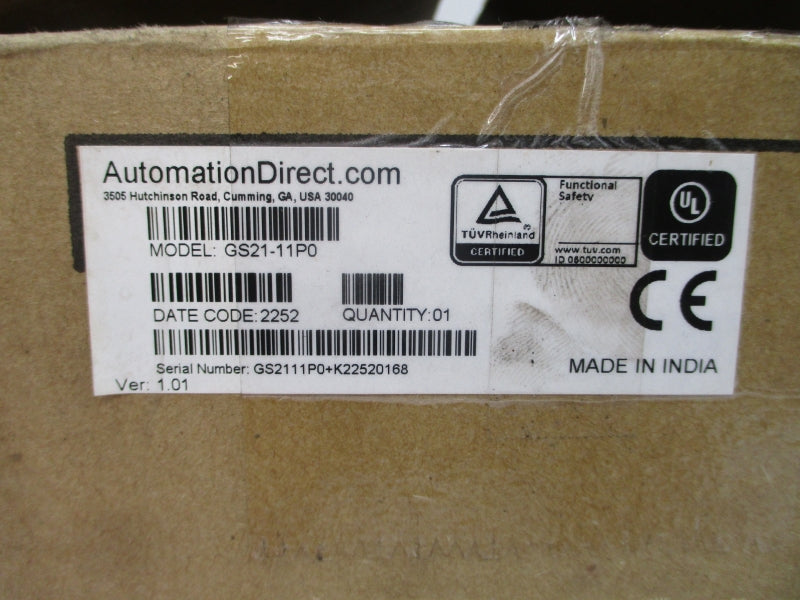 AutomationDirect.com
3505 Hutchinson Road, Cumming, GA, USA 30040
MODEL: GS21-11P0
DATE CODE:2252
QUANTITY:01
Serial Number: GS2111P0+K22520168
Ver: 1.01
TÜVRheinland
CERTIFIED
Functional
Safety
www.tuv.com
ID 0600000000
UL
CERTIFIED
CE
MADE IN INDIA